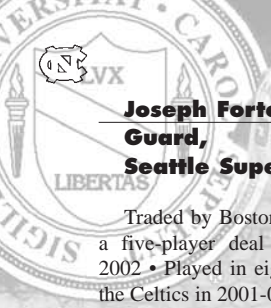 LVX
LIBERTAS
Joseph Forte
Guard,
Seattle Supe
Traded by Boston
a five-player deal
2002 • Played in ei
the Celtics in 2001-0